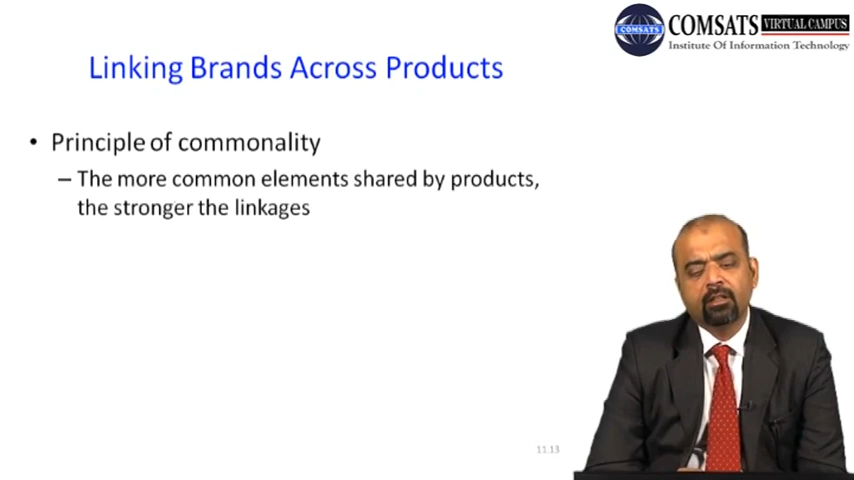 COMSATS VIRTUAL CAMPUS
COMSATS
Institute Of Information Technology
Linking Brands Across Products
• Principle of commonality
– The more common elements shared by products,
the stronger the linkages
11.13